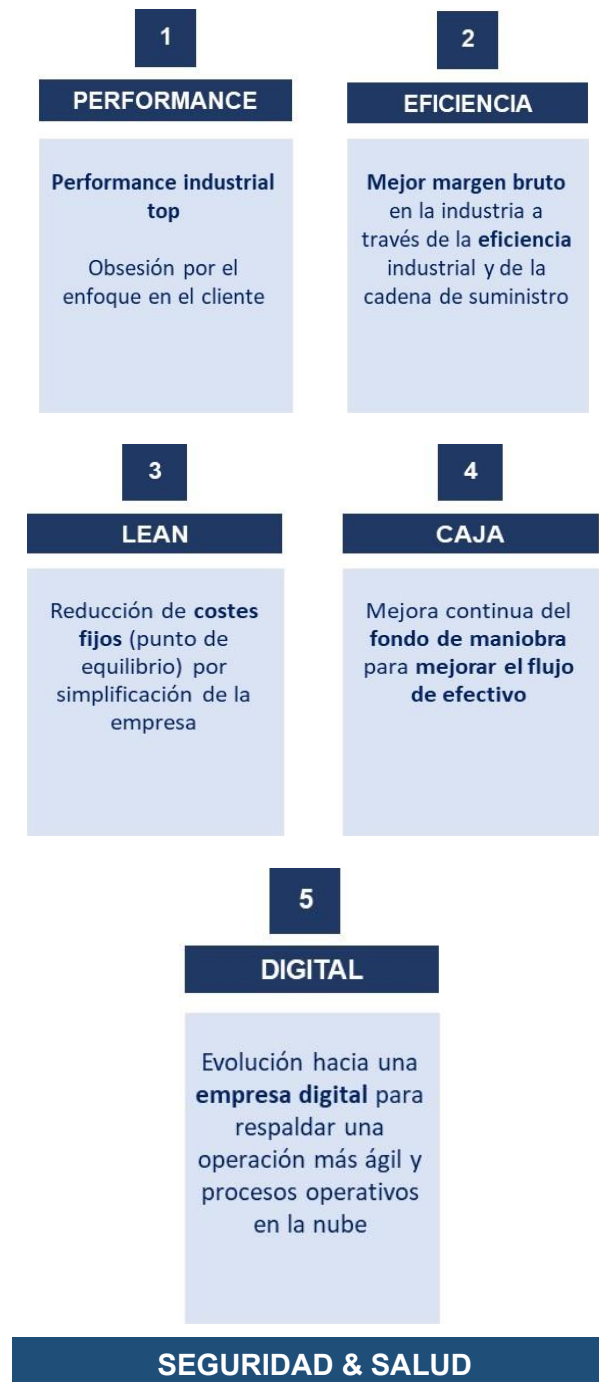 1
PERFORMANCE
Performance industrial
top
Obsesión por el
enfoque en el cliente
2
EFICIENCIA
Mejor margen bruto
en la industria a
través de la eficiencia
industrial y de la
cadena de suministro
3
LEAN
Reducción de costes
fijos (punto de
equilibrio) por
simplificación de la
empresa
4
CAJA
Mejora continua del
fondo de maniobra
para mejorar el flujo
de efectivo
5
DIGITAL
Evolución hacia una
empresa digital para
respaldar una
operación más ágil y
procesos operativos
en la nube
SEGURIDAD & SALUD